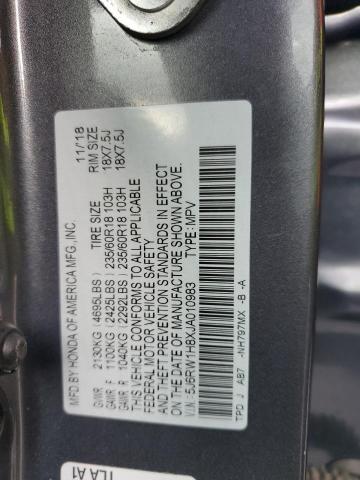 MFD.BY HONDA OF AMERICA MFG.,INC. 11/18
TIRE SIZE RIM SIZE
GVWR 2130KG (4695LBS)
GAWR F 1100KG (2425LBS) 235/60R18 103H 18X7.5J
GAWR R 1040KG (2292LBS) 235/60R18 103H 18X7.5J
THIS VEHICLE CONFORMS TO ALL APPLICABLE
FEDERAL MOTOR VEHICLE SAFETY
AND THEFT PREVENTION STANDARDS IN EFFECT
ON THE DATE OF MANUFACTURE SHOWN ABOVE.
5J6RW1H8XJA010983 TYPE: MPV
TPD J AB7 -NH797MX -B -A
TLA A1